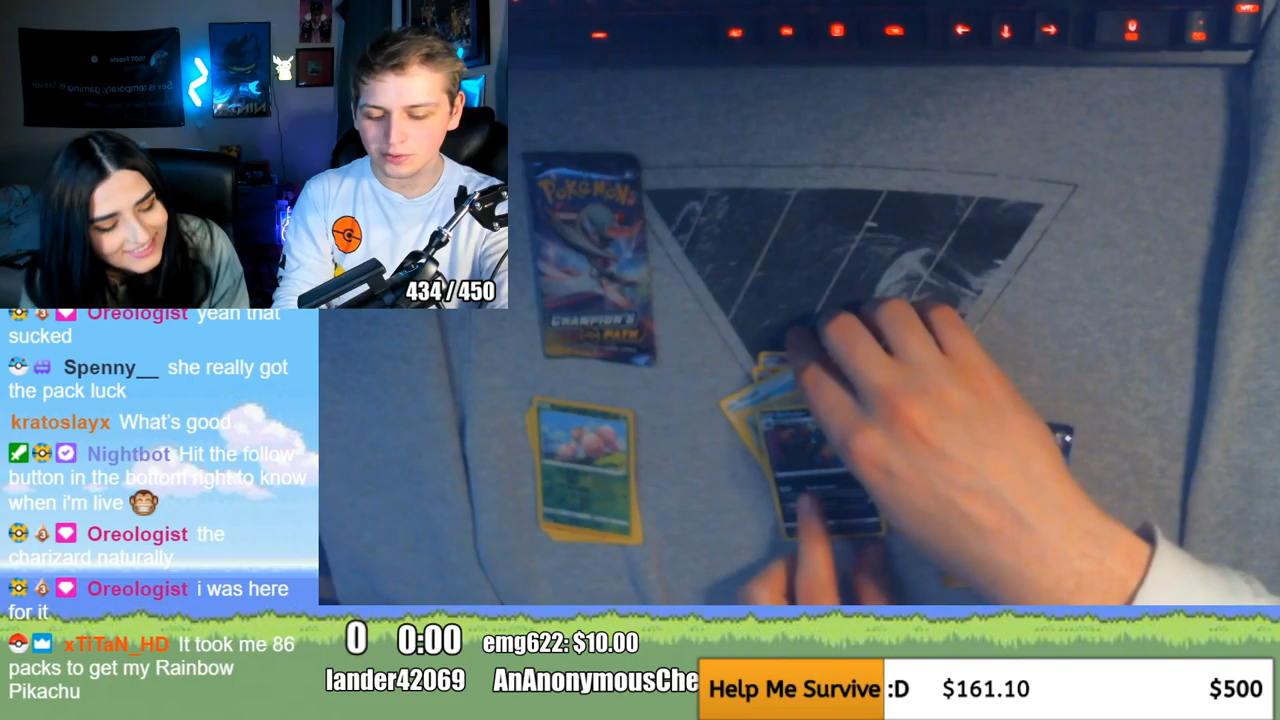 434 / 450
Oreologist yeah that
sucked
Spenny__ she really got
the pack luck
kratoslayx What's good
Nightbot Hit the follow
button in the bottom right to know
when i'm live
Oreologist the
charizard naturally
Oreologist i was here
for it
xTiTaN_HD It took me 86
packs to get my Rainbow
Pikachu
POKéMON
CHAMPION'S
PATH
0 0:00 emg622: $10.00
lander42069 AnAnonymousChe
Help Me Survive :D $161.10 $500